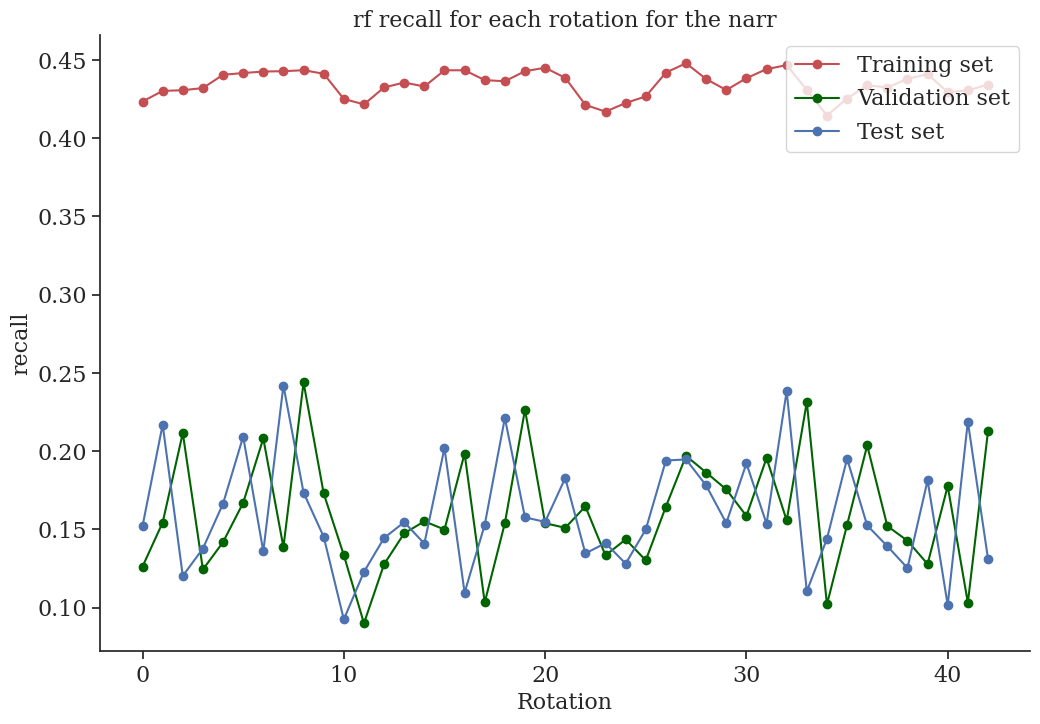 rf recall for each rotation for the narr
0.45
0.40
0.35
0.30
0.25
0.20
0.15
0.10
recall
Training set
Validation set
Test set
0 10 20 30 40
Rotation